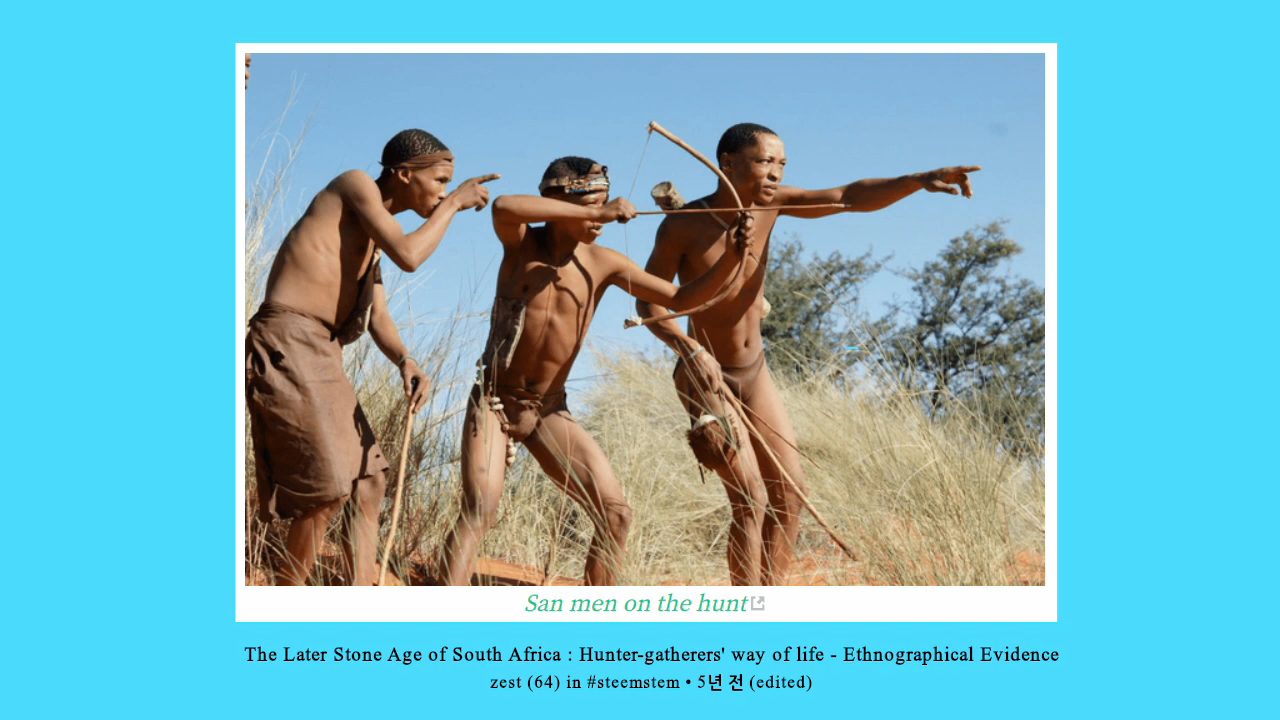 San men on the hunt
The Later Stone Age of South Africa : Hunter-gatherers' way of life - Ethnographical Evidence
zest (64) in #steemstem • 5년 전 (edited)